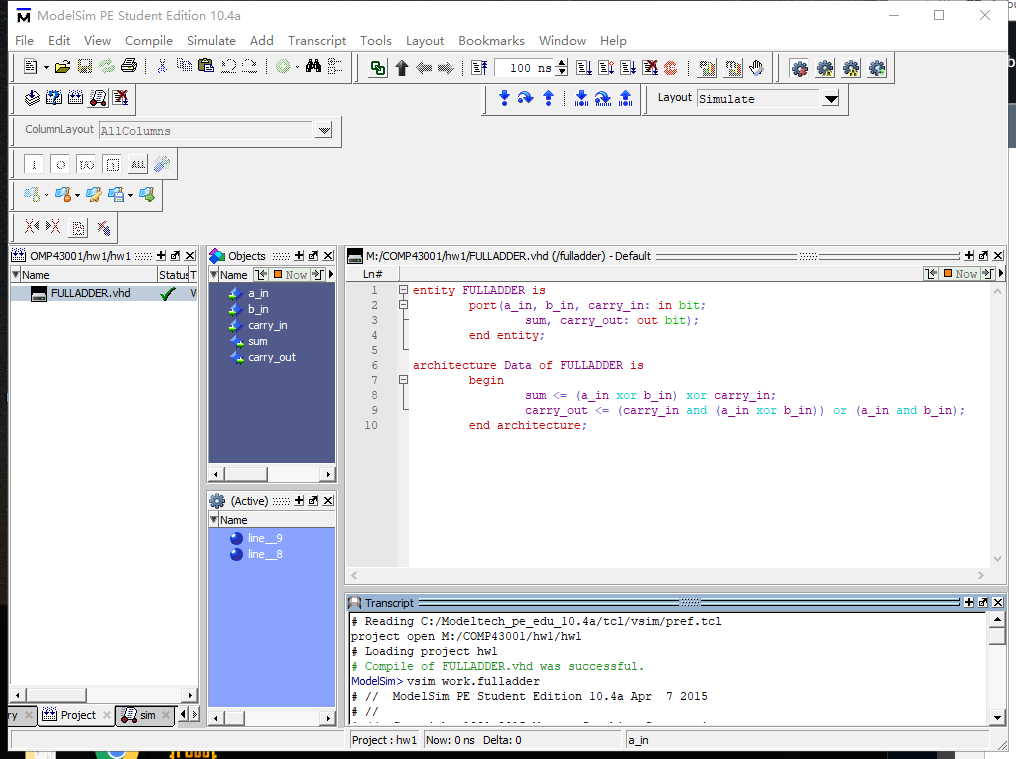 ModelSim PE Student Edition 10.4a
File Edit View Compile Simulate Add Transcript Tools Layout Bookmarks Window Help
100 ns
Layout Simulate
ColumnLayout AllColumns
ALL
OMP43001/hw1/hw1
Name Status T
FULLADDER.vhd
Objects
Name Now
a_in
b_in
carry_in
sum
carry_out
(Active)
Name
line__9
line__8
M:/COMP43001/hw1/FULLADDER.vhd (/fulladder) - Default
Ln# Now
1 entity FULLADDER is
2 port(a_in, b_in, carry_in: in bit;
3 sum, carry_out: out bit);
4 end entity;
5
6 architecture Data of FULLADDER is
7 begin
8 sum <= (a_in xor b_in) xor carry_in;
9 carry_out <= (carry_in and (a_in xor b_in)) or (a_in and b_in);
10 end architecture;
Transcript
# Reading C:/Modeltech_pe_edu_10.4a/tcl/vsim/pref.tcl
project open M:/COMP43001/hw1/hw1
# Loading project hw1
# Compile of FULLADDER.vhd was successful.
ModelSim> vsim work.fulladder
# // ModelSim PE Student Edition 10.4a Apr 7 2015
# //
ry Project sim
Project : hw1 Now: 0 ns Delta: 0 a_in